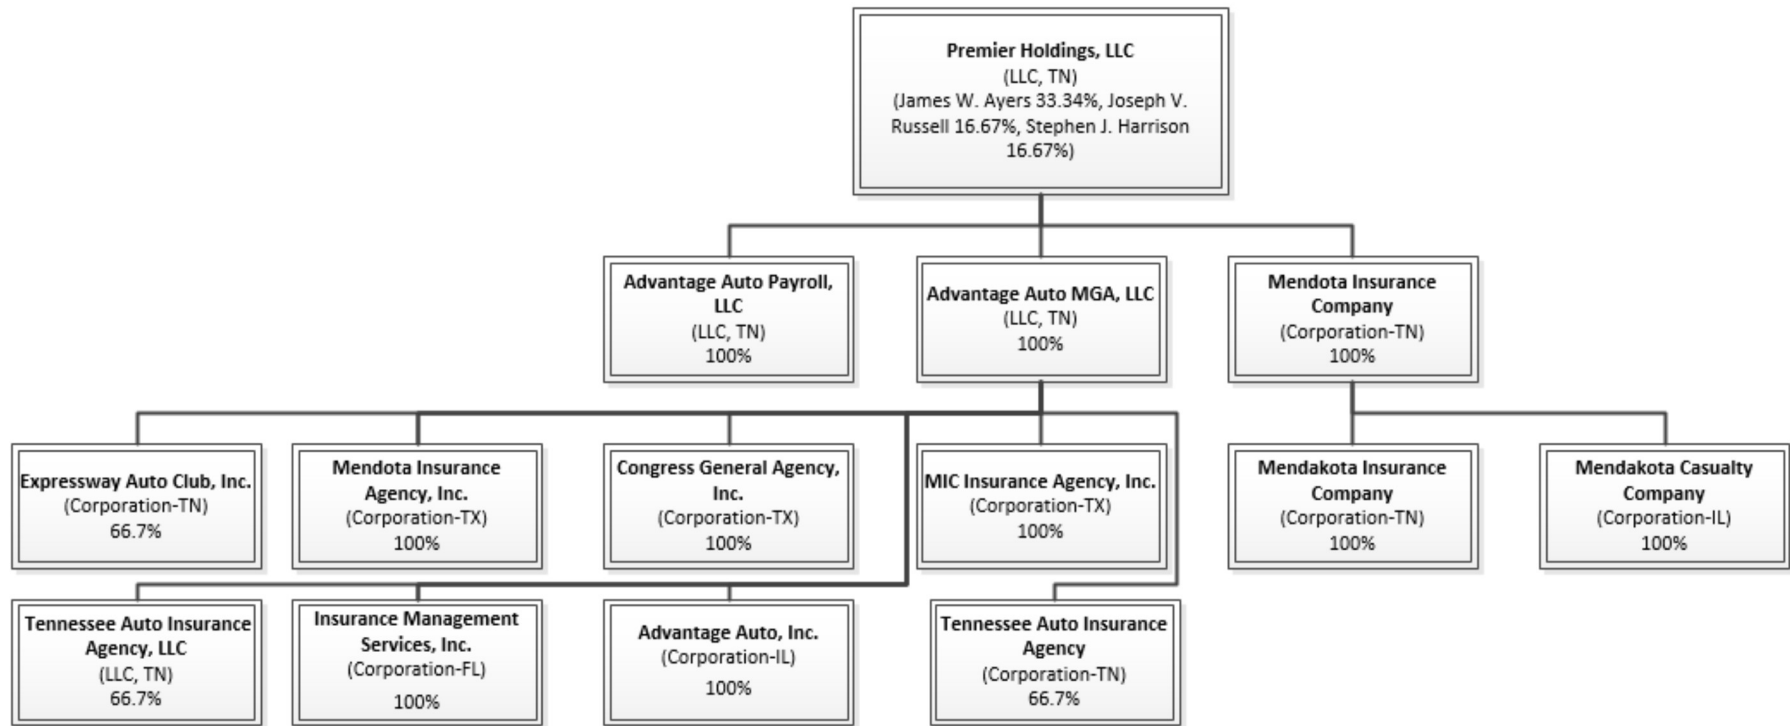 Premier Holdings, LLC
(LLC, TN)
(James W. Ayers 33.34%, Joseph V.
Russell 16.67%, Stephen J. Harrison
16.67%)
Advantage Auto Payroll,
LLC
(LLC, TN)
100%
Advantage Auto MGA, LLC
(LLC, TN)
100%
Mendota Insurance
Company
(Corporation-TN)
100%
Expressway Auto Club, Inc.
(Corporation-TN)
66.7%
Mendota Insurance
Agency, Inc.
(Corporation-TX)
100%
Congress General Agency,
Inc.
(Corporation-TX)
100%
MIC Insurance Agency, Inc.
(Corporation-TX)
100%
Mendakota Insurance
Company
(Corporation-TN)
100%
Mendakota Casualty
Company
(Corporation-IL)
100%
Tennessee Auto Insurance
Agency, LLC
(LLC, TN)
66.7%
Insurance Management
Services, Inc.
(Corporation-FL)
100%
Advantage Auto, Inc.
(Corporation-IL)
100%
Tennessee Auto Insurance
Agency
(Corporation-TN)
66.7%